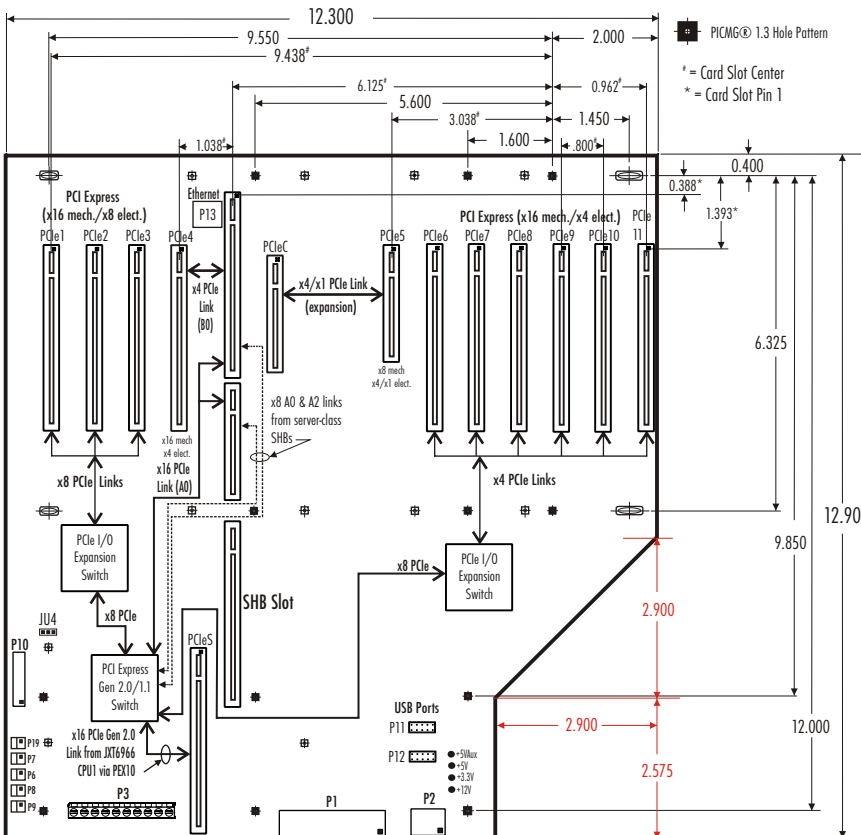 12.300
9.550
2.000
PICMG® 1.3 Hole Pattern
9.438#
# = Card Slot Center
6.125#
0.962#
* = Card Slot Pin 1
5.600
3.038#
1.450
1.038#
1.600
.800#
0.400
0.388*
1.393*
PCI Express
(x16 mech./x8 elect.)
Ethernet
P13
PCI Express (x16 mech./x4 elect.)
PCIe1
PCIe2
PCIe3
PCIe4
PCIeC
PCIe5
PCIe6
PCIe7
PCIe8
PCIe9
PCIe10
PCIe
11
x4 PCIe
Link
(B0)
x4/x1 PCIe Link
(expansion)
6.325
x8 mech
x4/x1 elect.
x8 A0 & A2 links
from server-class
SHBs
x16 mech
x4 elect.
x16 PCIe
Link (A0)
x8 PCIe Links
x4 PCIe Links
12.90
PCIe I/O
Expansion
Switch
PCIe I/O
Expansion
Switch
9.850
x8 PCIe
SHB Slot
2.900
x8 PCIe
JU4
P10
PCIeS
PCI Express
Gen 2.0/1.1
Switch
USB Ports
P11
2.900
12.000
x16 PCIe Gen 2.0
Link from JXT6966
CPU1 via PEX10
P12
+5VAux
+5V
+3.3V
+12V
2.575
P19
P7
P6
P8
P9
P3
P1
P2